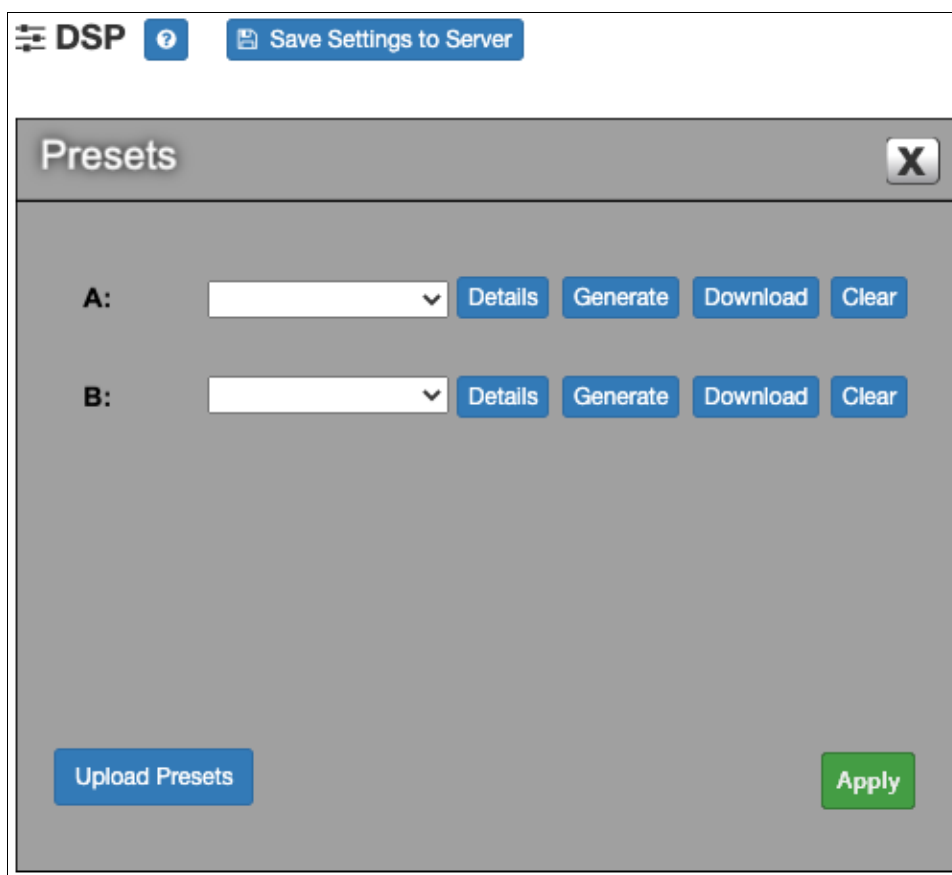 DSP ? Save Settings to Server
Presets X
A: Details Generate Download Clear
B: Details Generate Download Clear
Upload Presets Apply